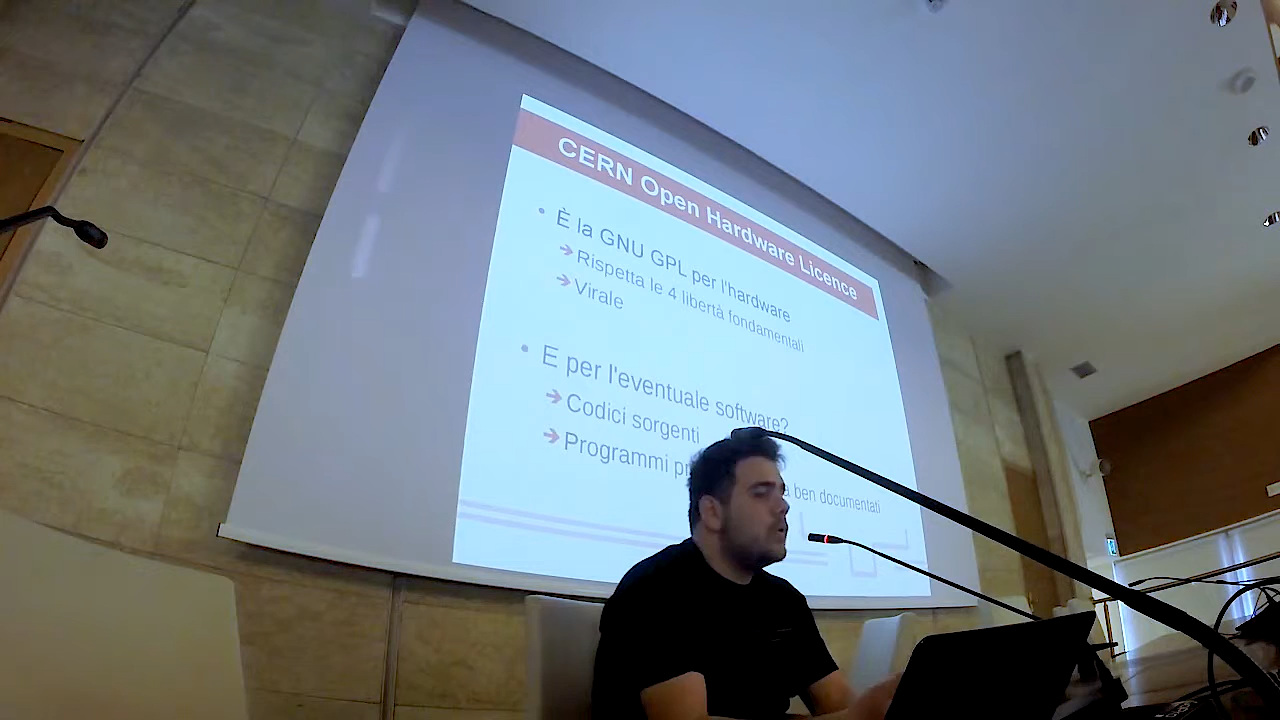 CERN Open Hardware Licence
• È la GNU GPL per l'hardware
➔ Rispetta le 4 libertà fondamentali
➔ Virale
• E per l'eventuale software?
➔ Codici sorgenti
➔ Programmi ben documentati